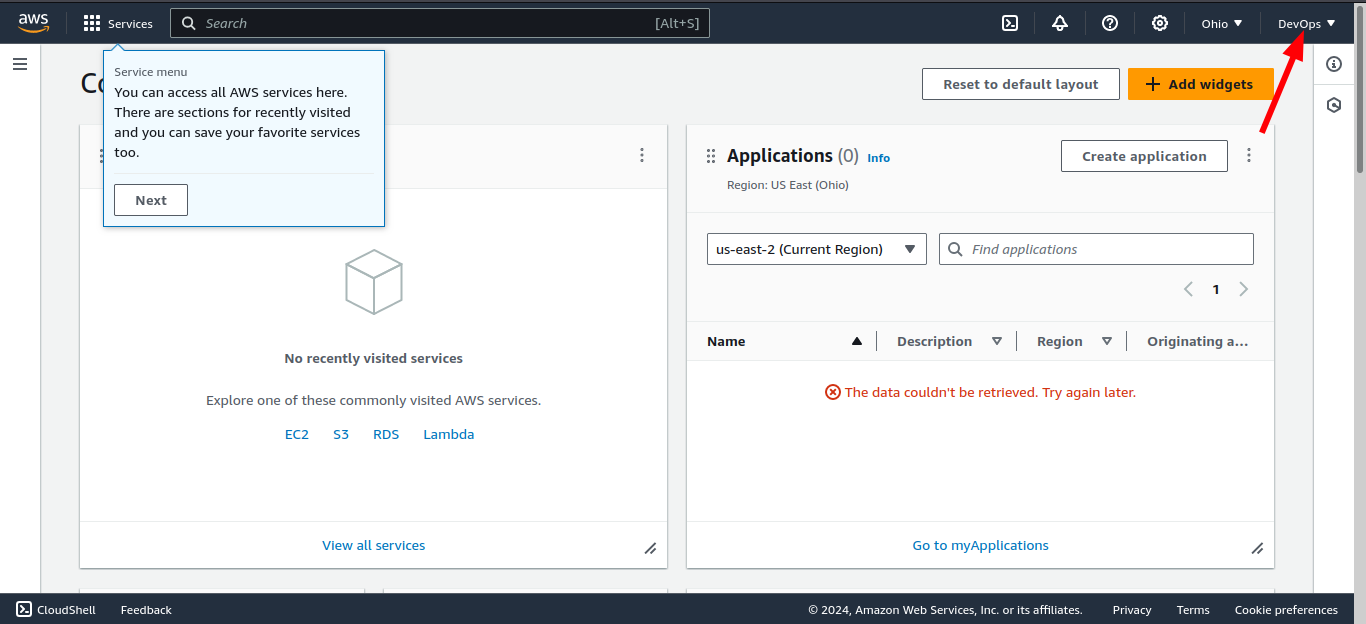 aws
Services
Search
[Alt+S]
Ohio
DevOps
Service menu
You can access all AWS services here.
There are sections for recently visited
and you can save your favorite services
too.
Next
Reset to default layout
Add widgets
Applications (0) Info
Create application
Region: US East (Ohio)
us-east-2 (Current Region)
Find applications
1
Name
Description
Region
Originating a...
The data couldn't be retrieved. Try again later.
No recently visited services
Explore one of these commonly visited AWS services.
EC2 S3 RDS Lambda
View all services
Go to myApplications
CloudShell
Feedback
© 2024, Amazon Web Services, Inc. or its affiliates.
Privacy
Terms
Cookie preferences